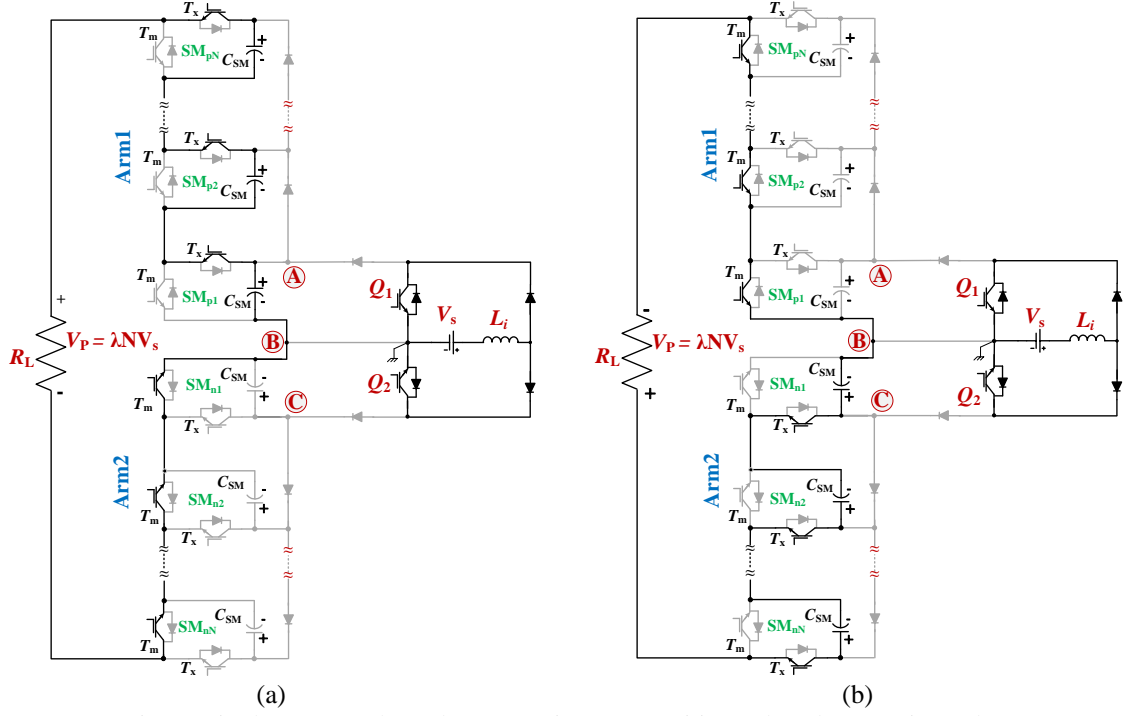 Tx
Tm
SMpN
CSM
+
-
Arm1
Tx
Tm
SMp2
CSM
+
-
Tx
Tm
SMp1
CSM
+
-
A
+
RL
VP = λNVs
-
B
Q1
Vs
Li
- +
Q2
CSM
-
+
SMn1
Tm
Tx
C
Arm2
CSM
-
+
SMn2
Tm
Tx
CSM
-
+
SMnN
Tm
Tx
(a)
Tx
Tm
SMpN
CSM
+
-
Arm1
Tx
Tm
SMp2
CSM
+
-
Tx
Tm
SMp1
CSM
+
-
A
-
RL
VP = λNVs
+
B
Q1
Vs
Li
- +
Q2
CSM
-
+
SMn1
Tm
Tx
C
Arm2
CSM
-
+
SMn2
Tm
Tx
CSM
-
+
SMnN
Tm
Tx
(b)